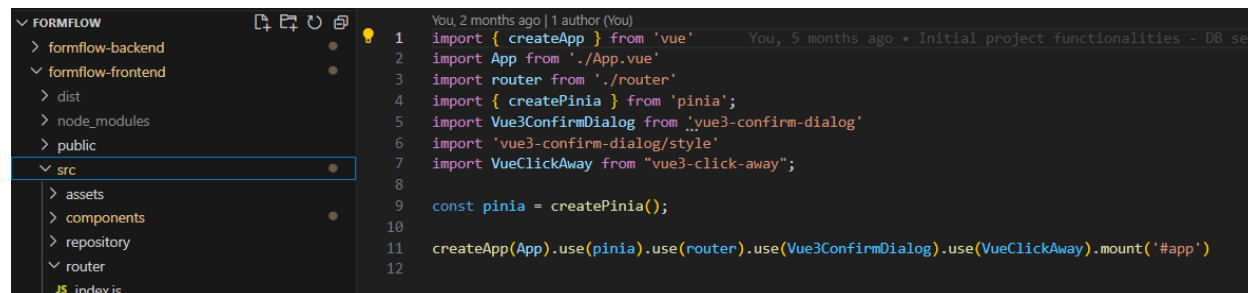 FORMFLOW
formflow-backend
formflow-frontend
dist
node_modules
public
src
assets
components
repository
router
JS index.js
You, 2 months ago | 1 author (You)
1 import { createApp } from 'vue' You, 5 months ago • Initial project functionalities - DB se
2 import App from './App.vue'
3 import router from './router'
4 import { createPinia } from 'pinia';
5 import Vue3ConfirmDialog from 'vue3-confirm-dialog'
6 import 'vue3-confirm-dialog/style'
7 import VueClickAway from "vue3-click-away";
8
9 const pinia = createPinia();
10
11 createApp(App).use(pinia).use(router).use(Vue3ConfirmDialog).use(VueClickAway).mount('#app')
12